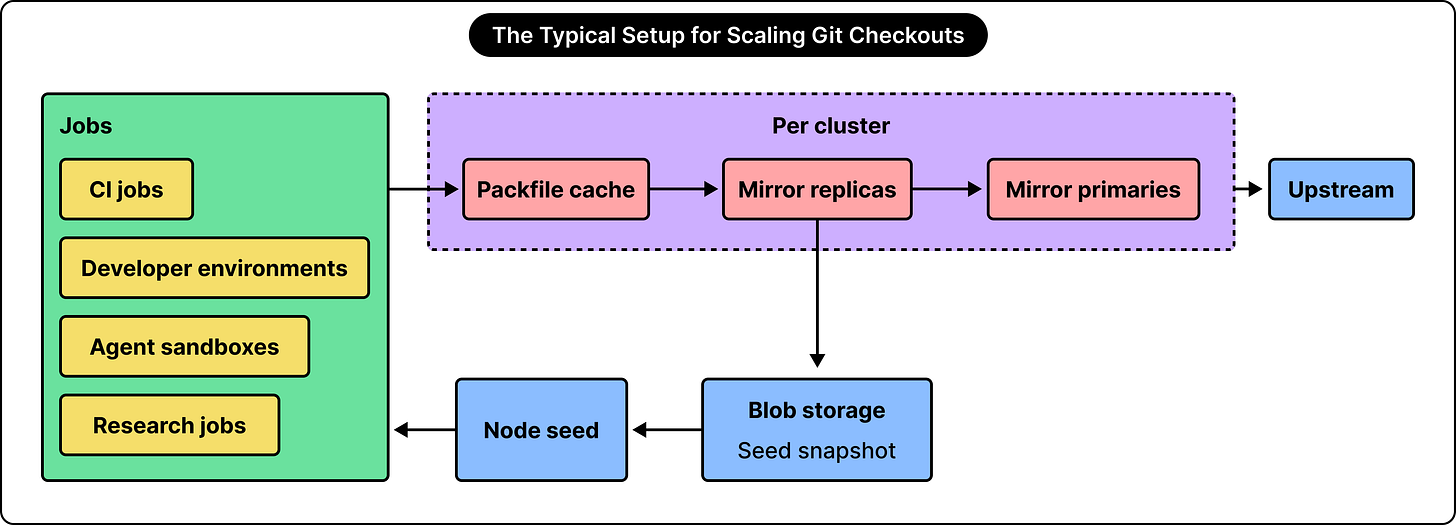 The Typical Setup for Scaling Git Checkouts
Jobs
CI jobs
Developer environments
Agent sandboxes
Research jobs
Per cluster
Packfile cache
Mirror replicas
Mirror primaries
Upstream
Node seed
Blob storage
Seed snapshot